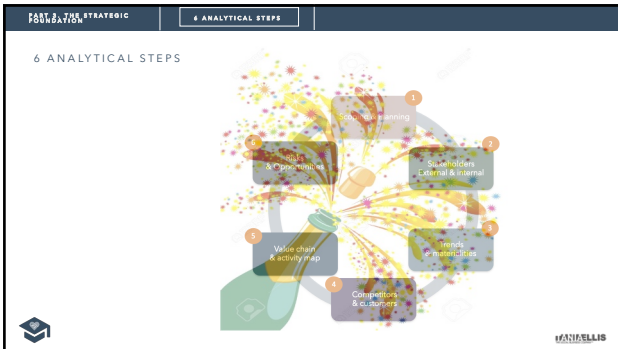 PART 2. THE STRATEGIC
FOUNDATION
6 ANALYTICAL STEPS
6 ANALYTICAL STEPS
1
Scoping & planning
2
Stakeholders
External & internal
3
Trends
& materialities
4
Competitors
& customers
5
Value chain
& activity map
6
Risks
& Opportunities
TANIAELLIS